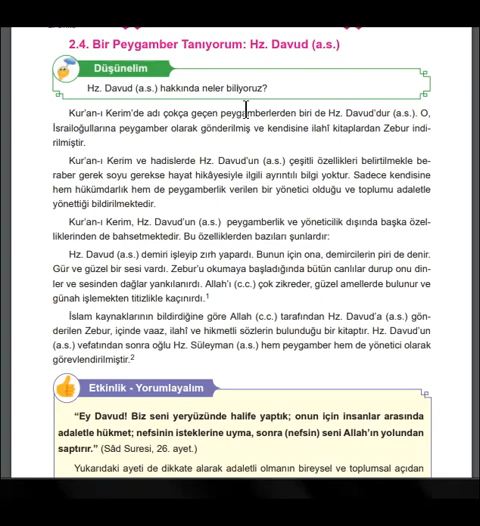 2.4. Bir Peygamber Tanıyorum: Hz. Davud (a.s.)
Düşünelim
Hz. Davud (a.s.) hakkında neler biliyoruz?
Kur'an-ı Kerim'de adı çokça geçen peygamberlerden biri de Hz. Davud'dur (a.s.). O,
İsrailoğullarına peygamber olarak gönderilmiş ve kendisine ilahî kitaplardan Zebur indi-
rilmiştir.
Kur'an-ı Kerim ve hadislerde Hz. Davud'un (a.s.) çeşitli özellikleri belirtilmekle be-
raber gerek soyu gerekse hayat hikâyesiyle ilgili ayrıntılı bilgi yoktur. Sadece kendisine
hem hükümdarlık hem de peygamberlik verilen bir yönetici olduğu ve toplumu adaletle
yönettiği bildirilmektedir.
Kur'an-ı Kerim, Hz. Davud'un (a.s.) peygamberlik ve yöneticilik dışında başka özel-
liklerinden de bahsetmektedir. Bu özelliklerden bazıları şunlardır:
Hz. Davud (a.s.) demiri işleyip zırh yapardı. Bunun için ona, demircilerin piri de denir.
Gür ve güzel bir sesi vardı. Zebur'u okumaya başladığında bütün canlılar durup onu din-
ler ve sesinden dağlar yankılanırdı. Allah'ı (c.c.) çok zikreder, güzel amellerde bulunur ve
günah işlemekten titizlikle kaçınırdı.1
İslam kaynaklarının bildirdiğine göre Allah (c.c.) tarafından Hz. Davud'a (a.s.) gön-
derilen Zebur, içinde vaaz, ilahî ve hikmetli sözlerin bulunduğu bir kitaptır. Hz. Davud'un
(a.s.) vefatından sonra oğlu Hz. Süleyman (a.s.) hem peygamber hem de yönetici olarak
görevlendirilmiştir.2
Etkinlik - Yorumlayalım
"Ey Davud! Biz seni yeryüzünde halife yaptık; onun için insanlar arasında
adaletle hükmet; nefsinin isteklerine uyma, sonra (nefsin) seni Allah'ın yolundan
saptırır." (Sâd Suresi, 26. ayet.)
Yukarıdaki ayeti de dikkate alarak adaletli olmanın bireysel ve toplumsal açıdan